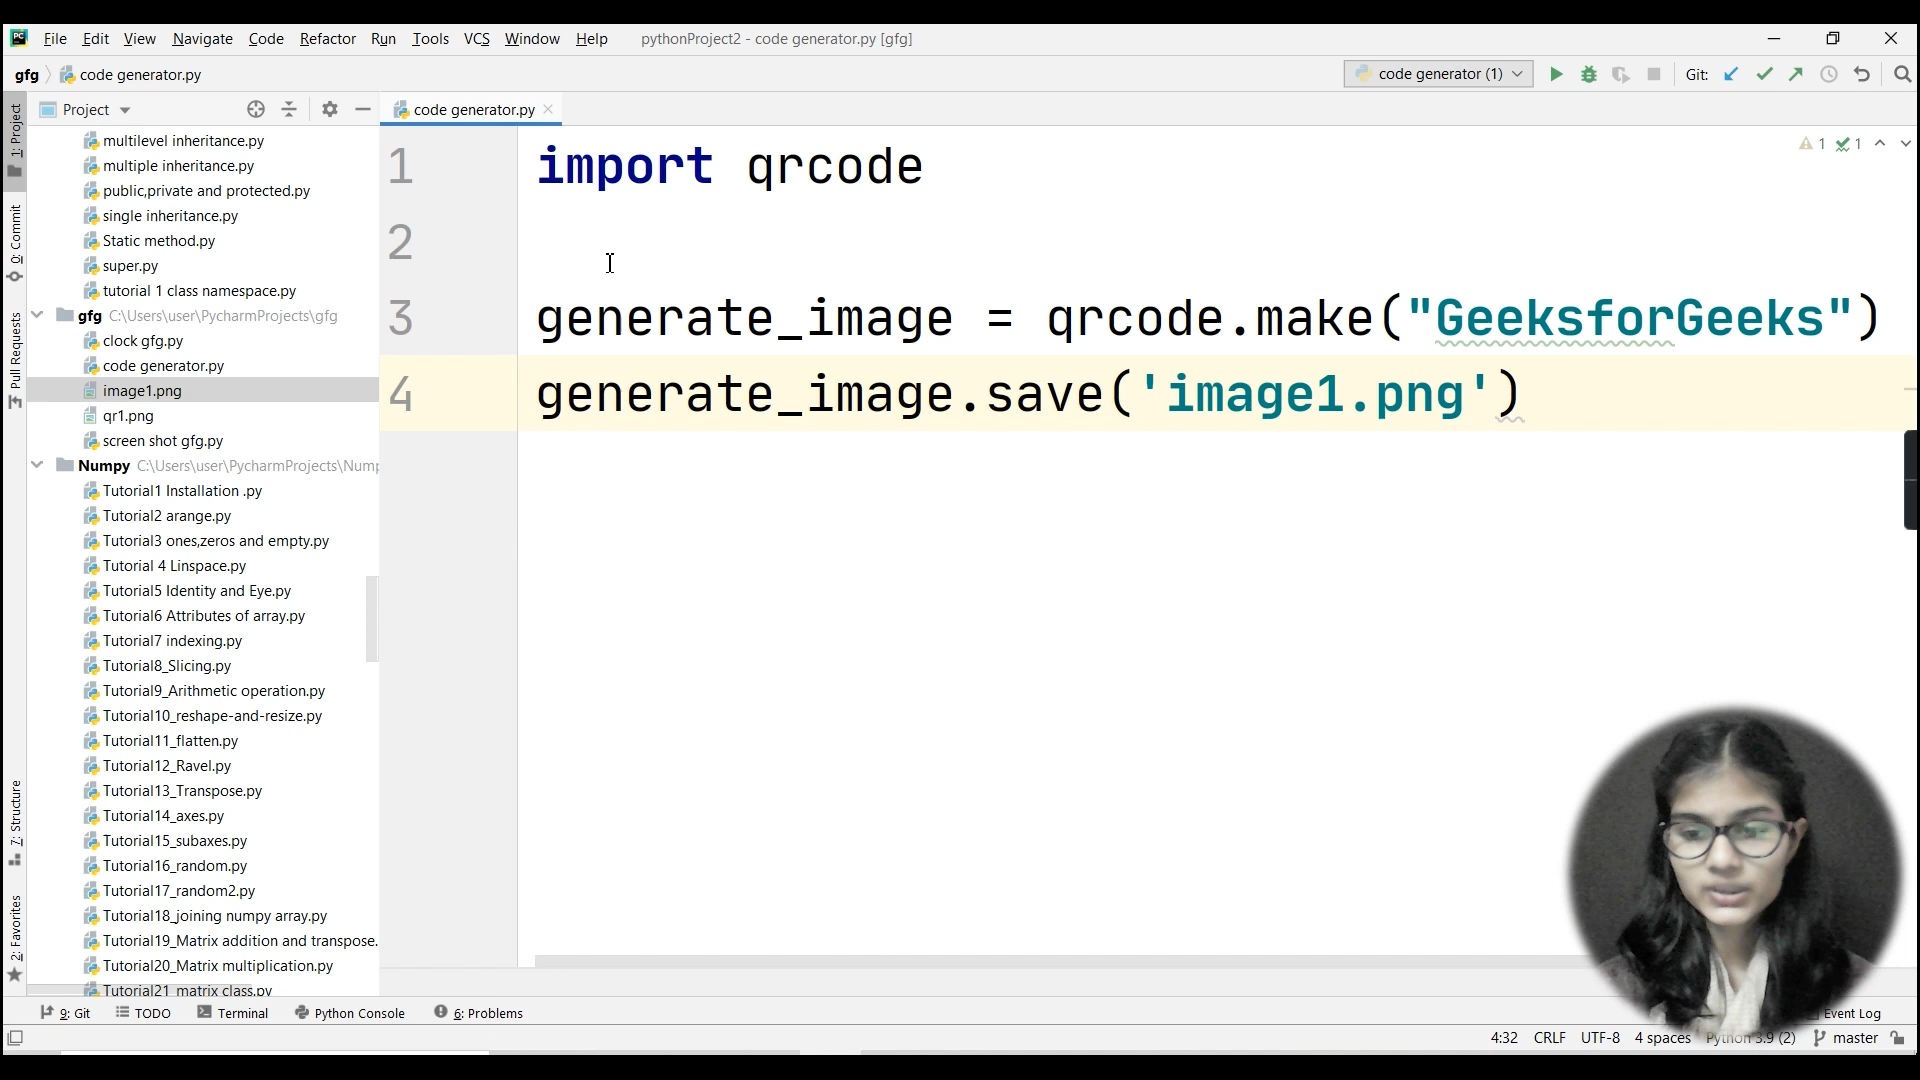 File Edit View Navigate Code Refactor Run Tools VCS Window Help pythonProject2 - code generator.py [gfg]
gfg code generator.py code generator (1) Git:
Project code generator.py
1: Project
0: Commit
Pull Requests
7: Structure
2: Favorites
multilevel inheritance.py
multiple inheritance.py
public,private and protected.py
single inheritance.py
Static method.py
super.py
tutorial 1 class namespace.py
gfg C:\Users\user\PycharmProjects\gfg
clock gfg.py
code generator.py
image1.png
qr1.png
screen shot gfg.py
Numpy C:\Users\user\PycharmProjects\Nump
Tutorial1 Installation .py
Tutorial2 arange.py
Tutorial3 ones,zeros and empty.py
Tutorial 4 Linspace.py
Tutorial5 Identity and Eye.py
Tutorial6 Attributes of array.py
Tutorial7 indexing.py
Tutorial8_Slicing.py
Tutorial9_Arithmetic operation.py
Tutorial10_reshape-and-resize.py
Tutorial11_flatten.py
Tutorial12_Ravel.py
Tutorial13_Transpose.py
Tutorial14_axes.py
Tutorial15_subaxes.py
Tutorial16_random.py
Tutorial17_random2.py
Tutorial18_joining numpy array.py
Tutorial19_Matrix addition and transpose.
Tutorial20_Matrix multiplication.py
Tutorial21 matrix class.py
1 1
1 import qrcode
2
3 generate_image = qrcode.make("GeeksforGeeks")
4 generate_image.save('image1.png')
9: Git TODO Terminal Python Console 6: Problems Event Log
4:32 CRLF UTF-8 4 spaces Python 3.9 (2) master